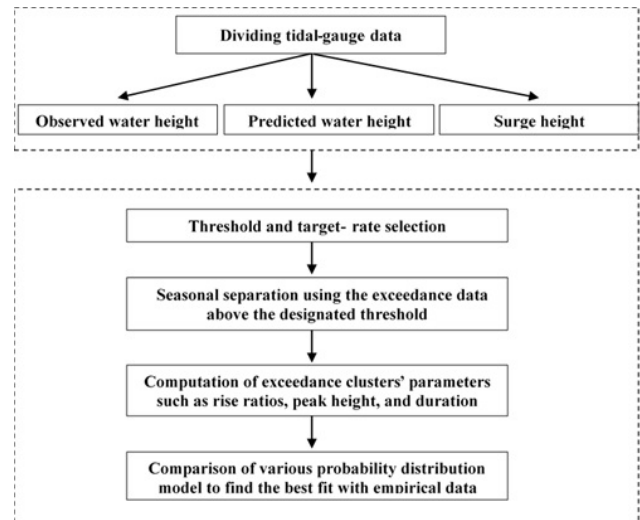 Dividing tidal-gauge data
Observed water height
Predicted water height
Surge height
Threshold and target- rate selection
Seasonal separation using the exceedance data
above the designated threshold
Computation of exceedance clusters’ parameters
such as rise ratios, peak height, and duration
Comparison of various probability distribution
model to find the best fit with empirical data